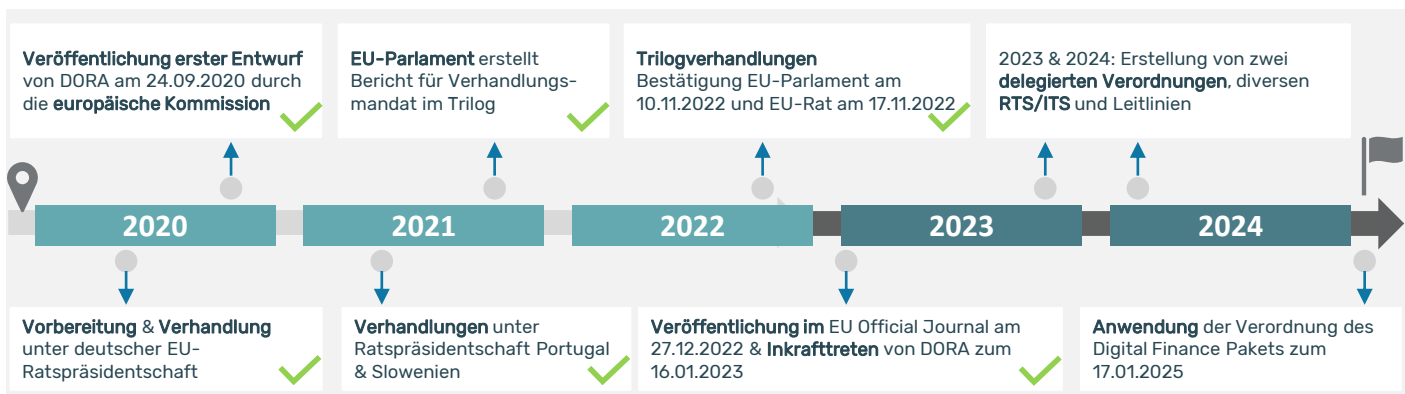 Veröffentlichung erster Entwurf
von DORA am 24.09.2020 durch
die europäische Kommission
EU-Parlament erstellt
Bericht für Verhandlungs-
mandat im Trilog
Trilogverhandlungen
Bestätigung EU-Parlament am
10.11.2022 und EU-Rat am 17.11.2022
2023 & 2024: Erstellung von zwei
delegierten Verordnungen, diversen
RTS/ITS und Leitlinien
2020
2021
2022
2023
2024
Vorbereitung & Verhandlung
unter deutscher EU-
Ratspräsidentschaft
Verhandlungen unter
Ratspräsidentschaft Portugal
& Slowenien
Veröffentlichung im EU Official Journal am
27.12.2022 & Inkrafttreten von DORA zum
16.01.2023
Anwendung der Verordnung des
Digital Finance Pakets zum
17.01.2025